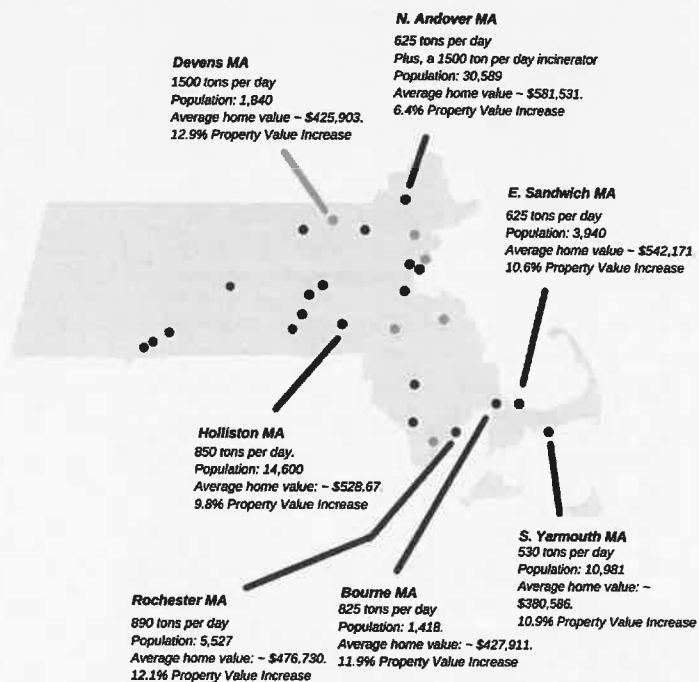 N. Andover MA
625 tons per day
Plus, a 1500 ton per day incinerator
Population: 30,589
Average home value ~ $581,531.
6.4% Property Value Increase
Devens MA
1500 tons per day
Population: 1,840
Average home value ~ $425,903.
12.9% Property Value Increase
E. Sandwich MA
625 tons per day
Population: 3,940
Average home value ~ $542,171
10.6% Property Value Increase
Holliston MA
850 tons per day.
Population: 14,600
Average home value: ~ $528.67
9.8% Property Value Increase
S. Yarmouth MA
530 tons per day
Population: 10,981
Average home value: ~
$380,586.
10.9% Property Value Increase
Rochester MA
890 tons per day
Population: 5,527
Average home value: ~ $476,730.
12.1% Property Value Increase
Bourne MA
825 tons per day
Population: 1,418.
Average home value: ~ $427,911.
11.9% Property Value Increase